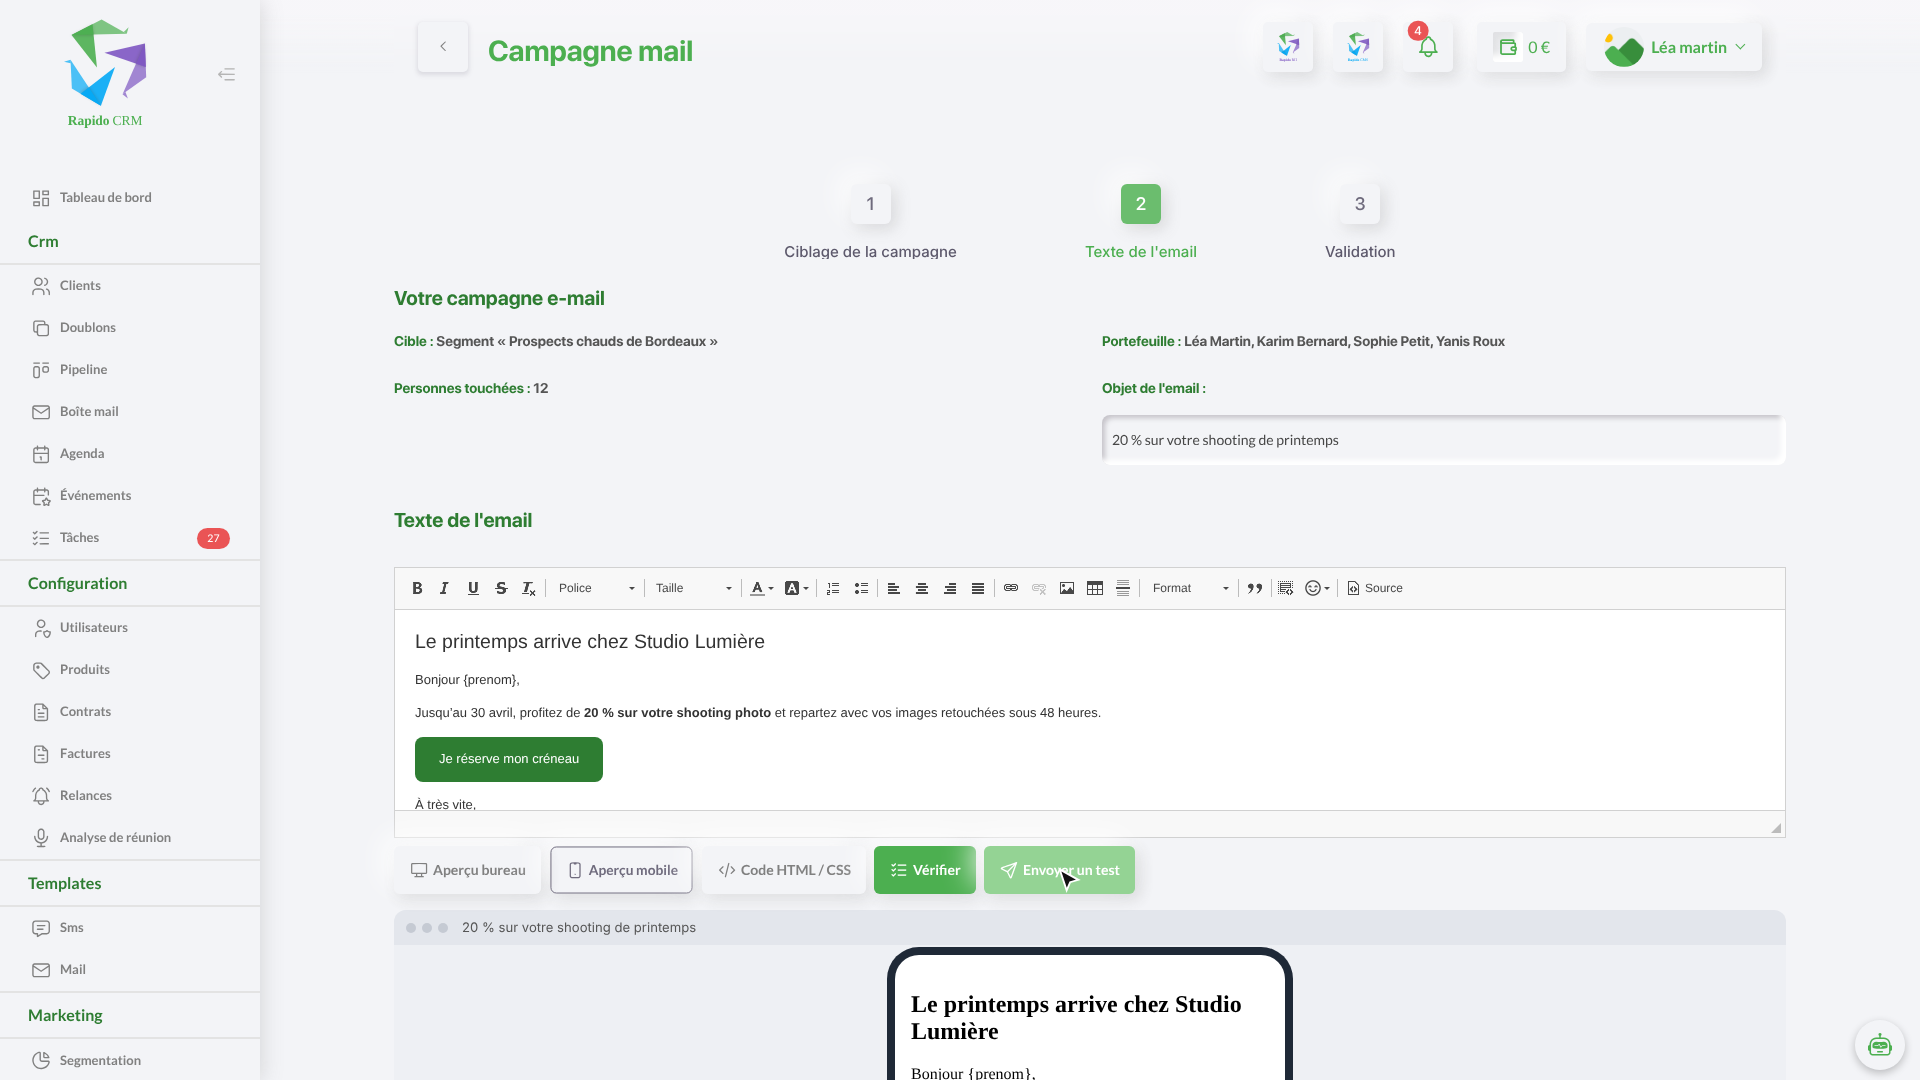 Rapido CRM
Campagne mail
4
0 €
Léa martin
Tableau de bord
Crm
Clients
Doublons
Pipeline
Boîte mail
Agenda
Événements
Tâches
27
Configuration
Utilisateurs
Produits
Contrats
Factures
Relances
Analyse de réunion
Templates
Sms
Mail
Marketing
Segmentation
1
2
3
Ciblage de la campagne
Texte de l'email
Validation
Votre campagne e-mail
Cible : Segment « Prospects chauds de Bordeaux »
Portefeuille : Léa Martin, Karim Bernard, Sophie Petit, Yanis Roux
Personnes touchées : 12
Objet de l'email :
20 % sur votre shooting de printemps
Texte de l'email
Police
Taille
Format
Source
Le printemps arrive chez Studio Lumière
Bonjour {prenom},
Jusqu'au 30 avril, profitez de 20 % sur votre shooting photo et repartez avec vos images retouchées sous 48 heures.
Je réserve mon créneau
À très vite,
Aperçu bureau
Aperçu mobile
Code HTML / CSS
Vérifier
Envoyer un test
20 % sur votre shooting de printemps
Le printemps arrive chez Studio
Lumière
Bonjour {prenom},